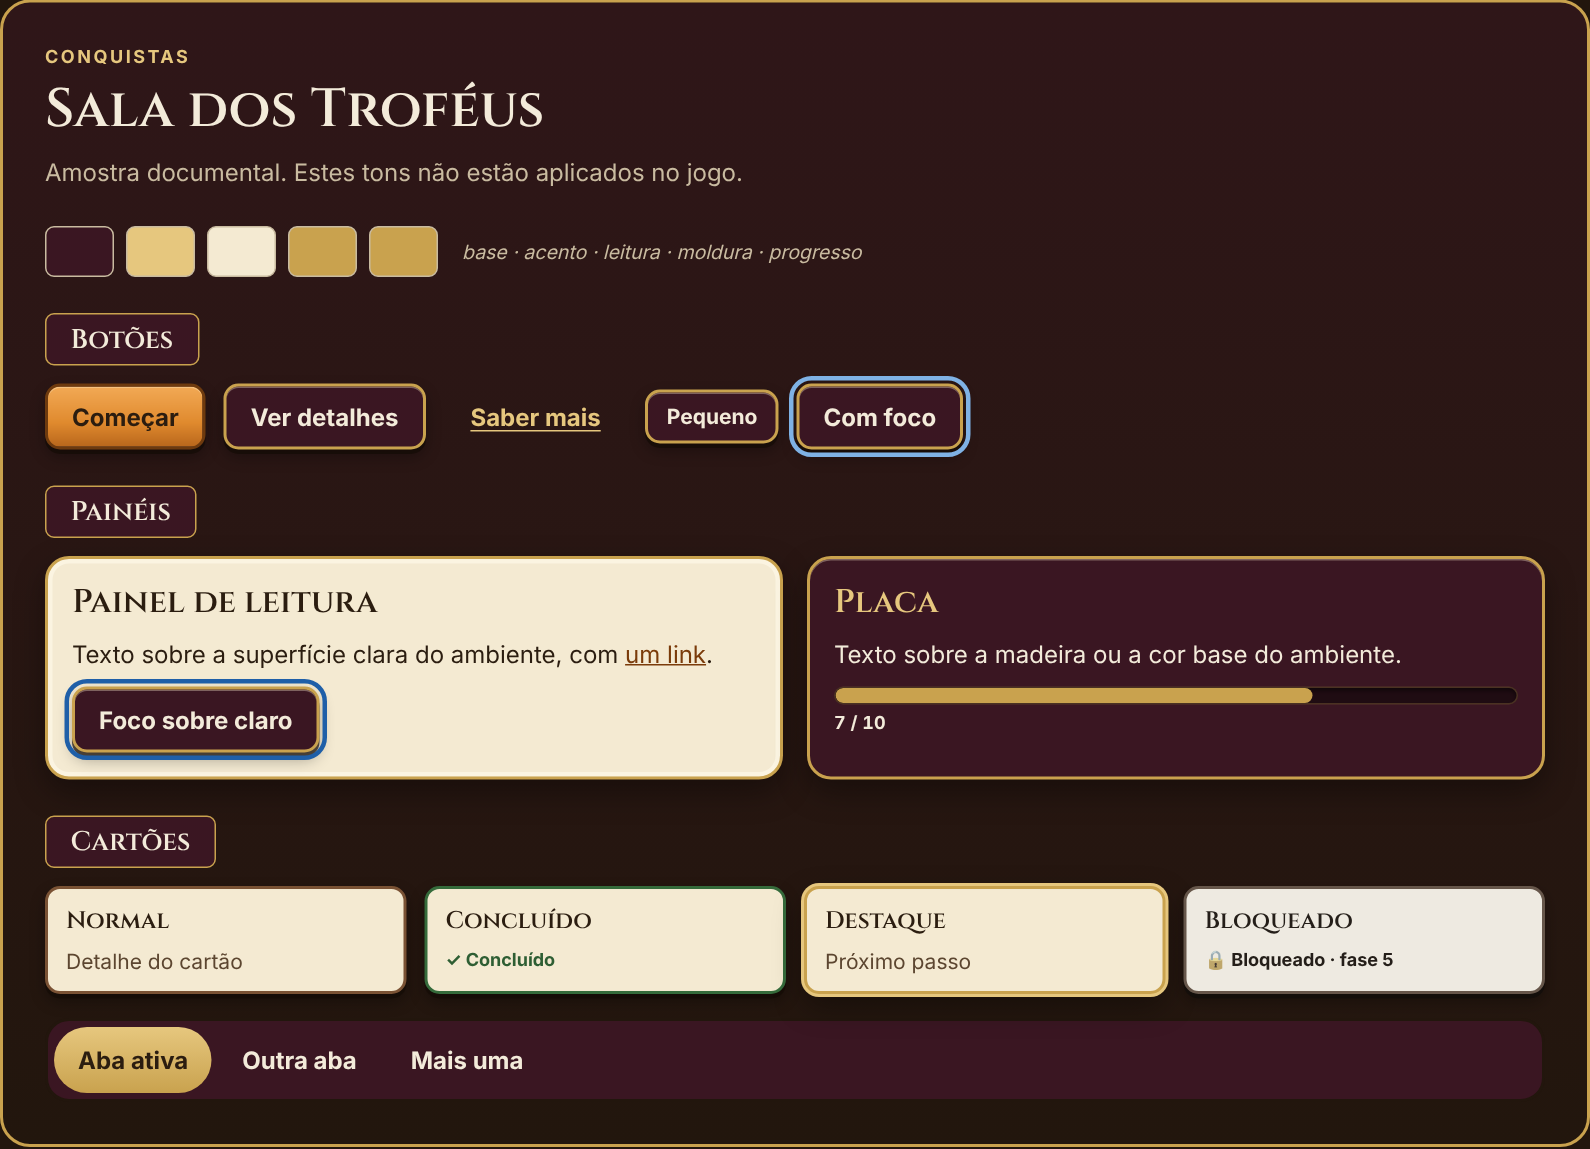 CONQUISTAS
Sala dos Troféus
Amostra documental. Estes tons não estão aplicados no jogo.
base · acento · leitura · moldura · progresso
Botões
Começar
Ver detalhes
Saber mais
Pequeno
Com foco
Painéis
Painel de leitura
Texto sobre a superfície clara do ambiente, com um link.
Foco sobre claro
Placa
Texto sobre a madeira ou a cor base do ambiente.
7 / 10
Cartões
Normal
Detalhe do cartão
Concluído
✓ Concluído
Destaque
Próximo passo
Bloqueado
🔒 Bloqueado · fase 5
Aba ativa
Outra aba
Mais uma